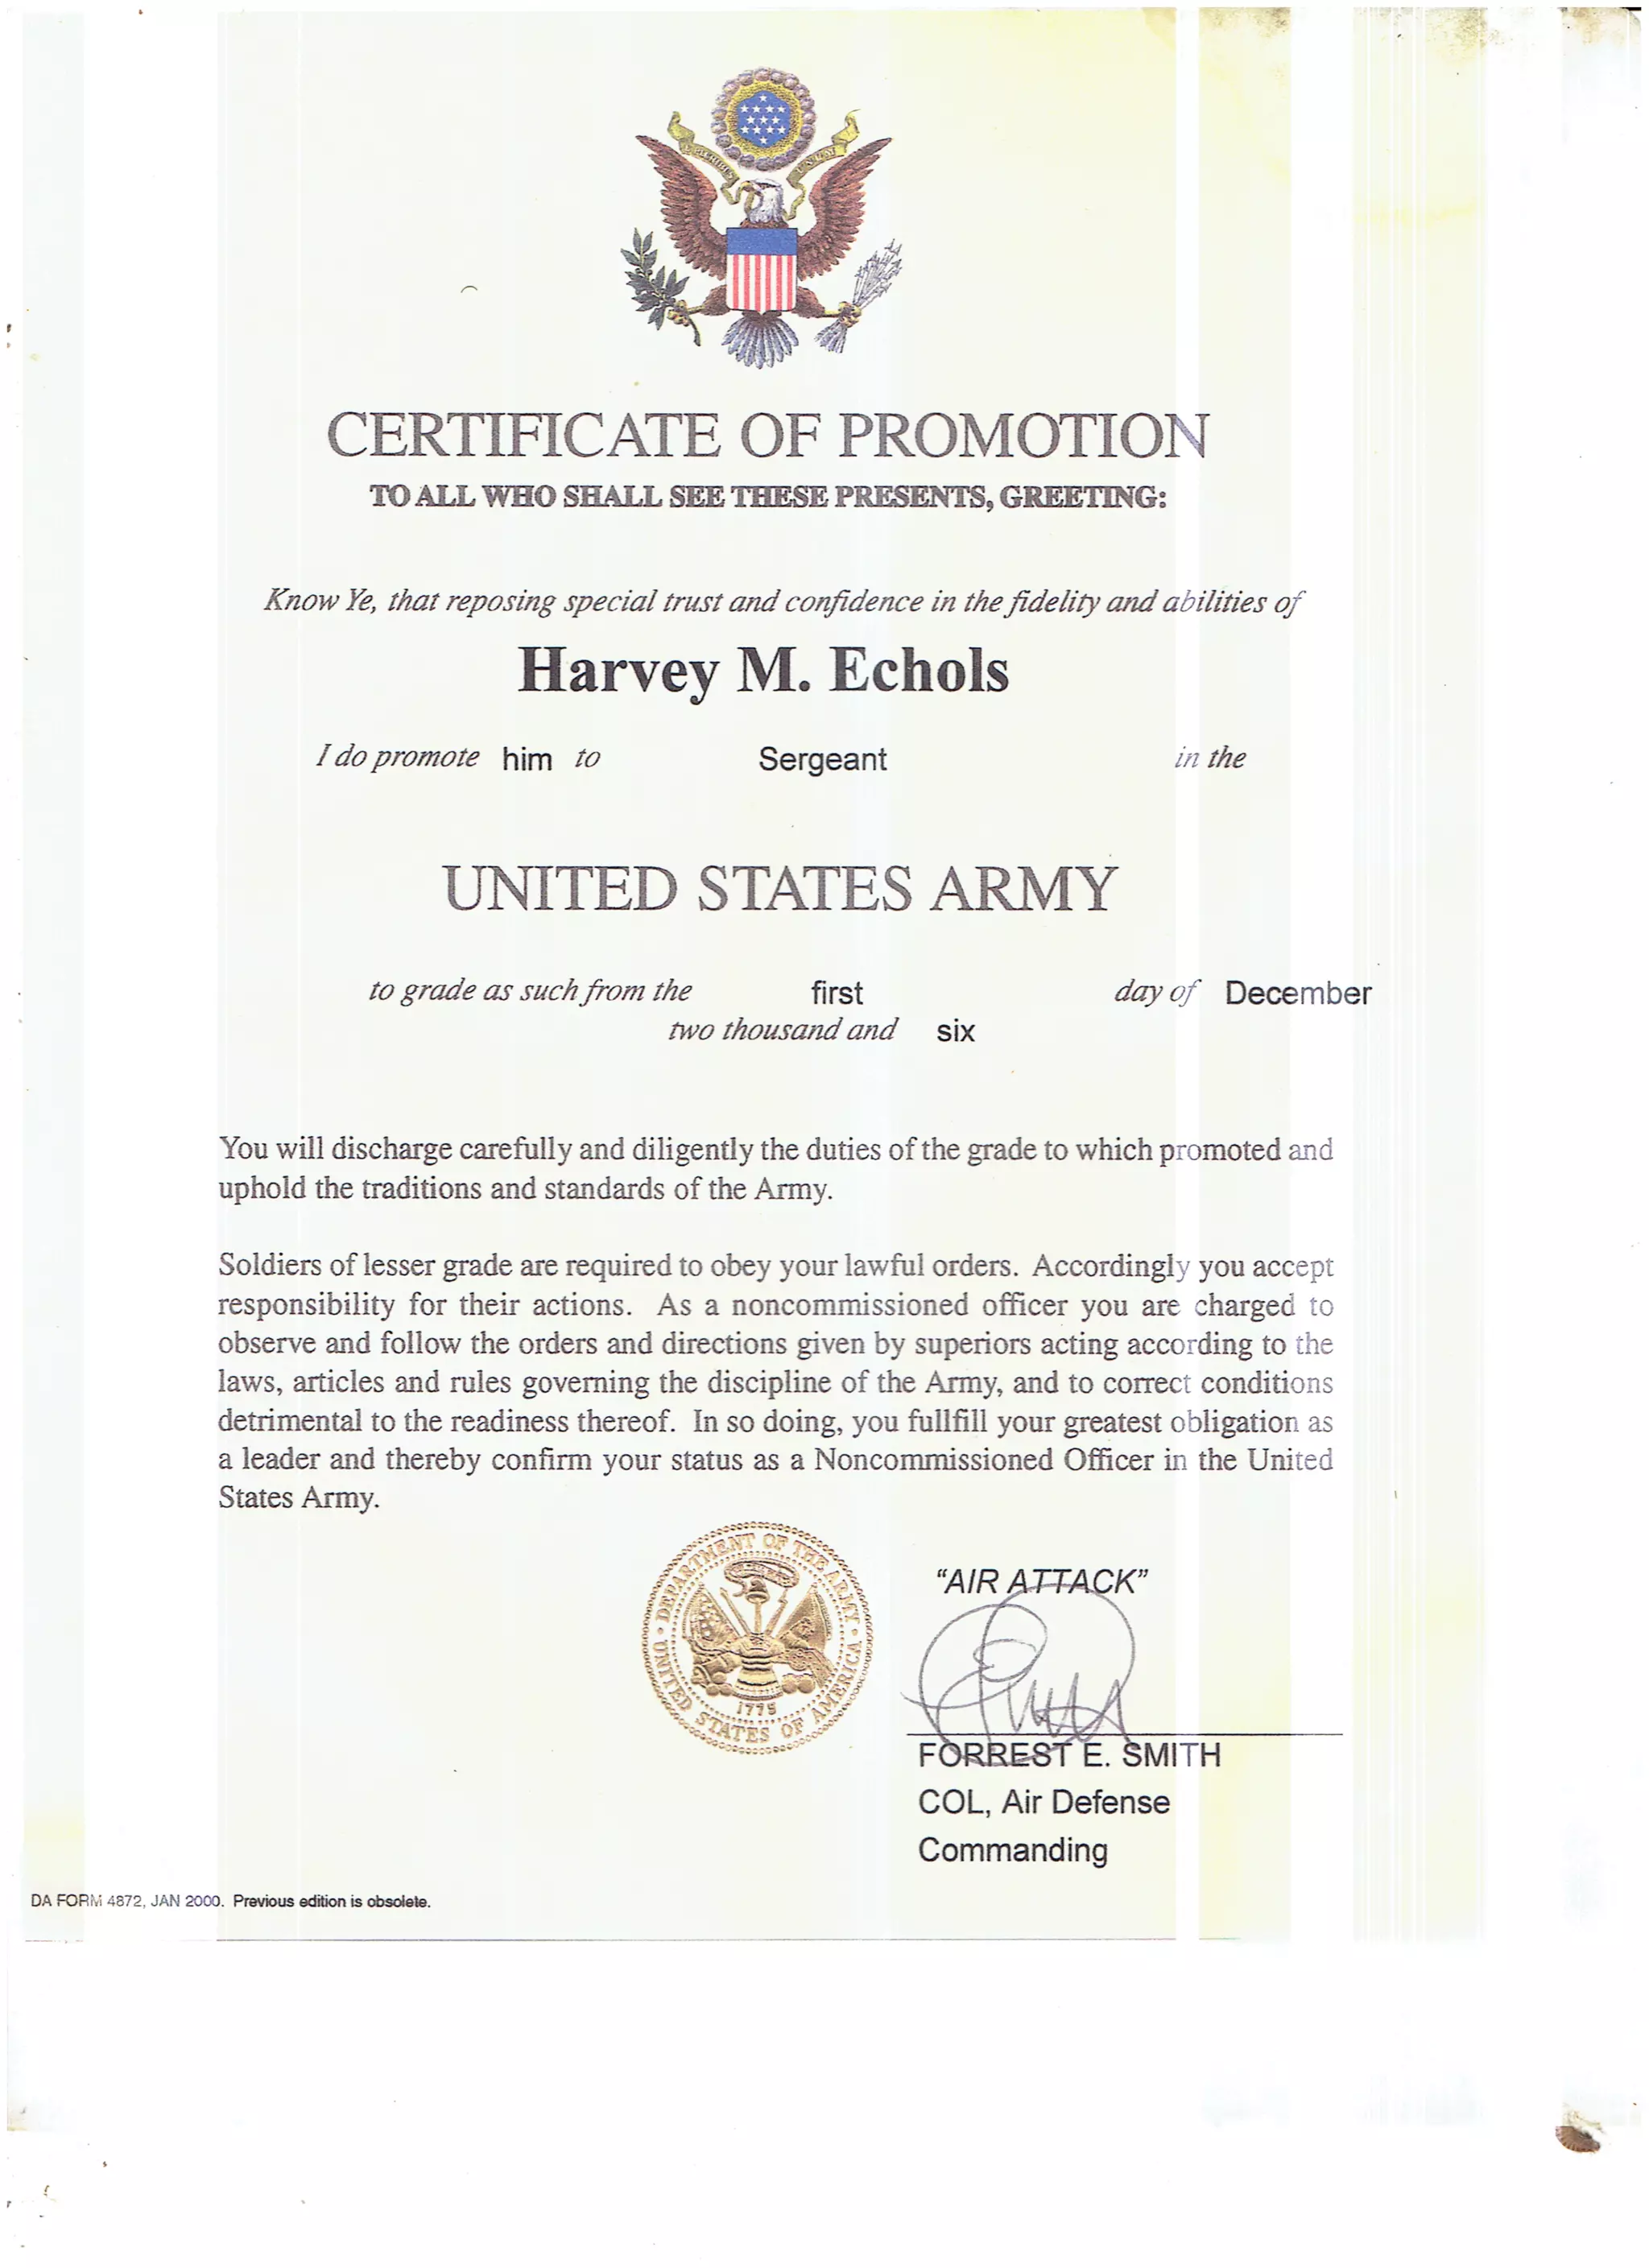 CERTIFICATE OF PROMOTION
TO ALL WHO SHALL SEE THESE PRESENTS, GREETING:
Know Ye, that reposing special trust and confidence in the fidelity and abilities of
Harvey M. Echols
I do promote him to Sergeant in the
UNITED STATES ARMY
to grade as such from the first day of December
two thousand and six
You will discharge carefully and diligently the duties of the grade to which promoted and
uphold the traditions and standards of the Army.
Soldiers of lesser grade are required to obey your lawful orders. Accordingly you accept
responsibility for their actions. As a noncommissioned officer you are charged to
observe and follow the orders and directions given by superiors acting according to the
laws, articles and rules governing the discipline of the Army, and to correct conditions
detrimental to the readiness thereof. In so doing, you fullfill your greatest obligation as
a leader and thereby confirm your status as a Noncommissioned Officer in the United
States Army.
DEPARTMENT OF THE ARMY
UNITED STATES OF AMERICA
1775
“AIR ATTACK”
FORREST E. SMITH
COL, Air Defense
Commanding
DA FORM 4872, JAN 2000. Previous edition is obsolete.